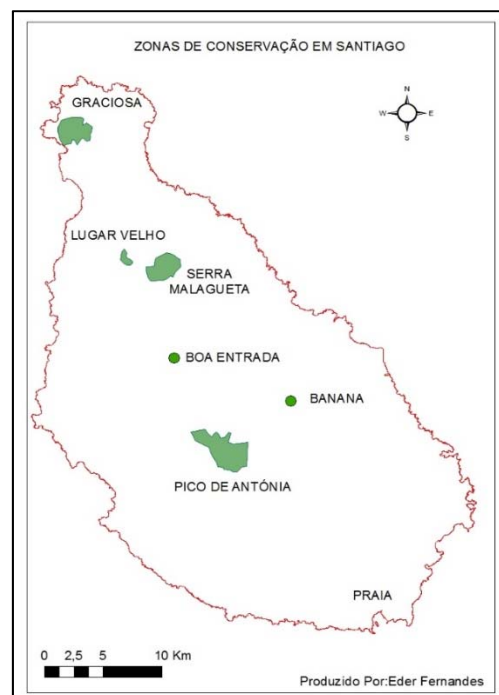 ZONAS DE CONSERVAÇÃO EM SANTIAGO
GRACIOSA
N
W E
S
LUGAR VELHO
SERRA
MALAGUETA
BOA ENTRADA
BANANA
PICO DE ANTÓNIA
PRAIA
0 2,5 5 10 Km
Produzido Por:Eder Fernandes